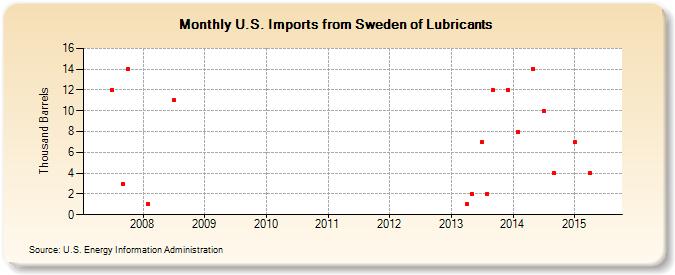 Monthly U.S. Imports from Sweden of Lubricants
Thousand Barrels
16
14
12
10
8
6
4
2
0
2008 2009 2010 2011 2012 2013 2014 2015
Source: U.S. Energy Information Administration